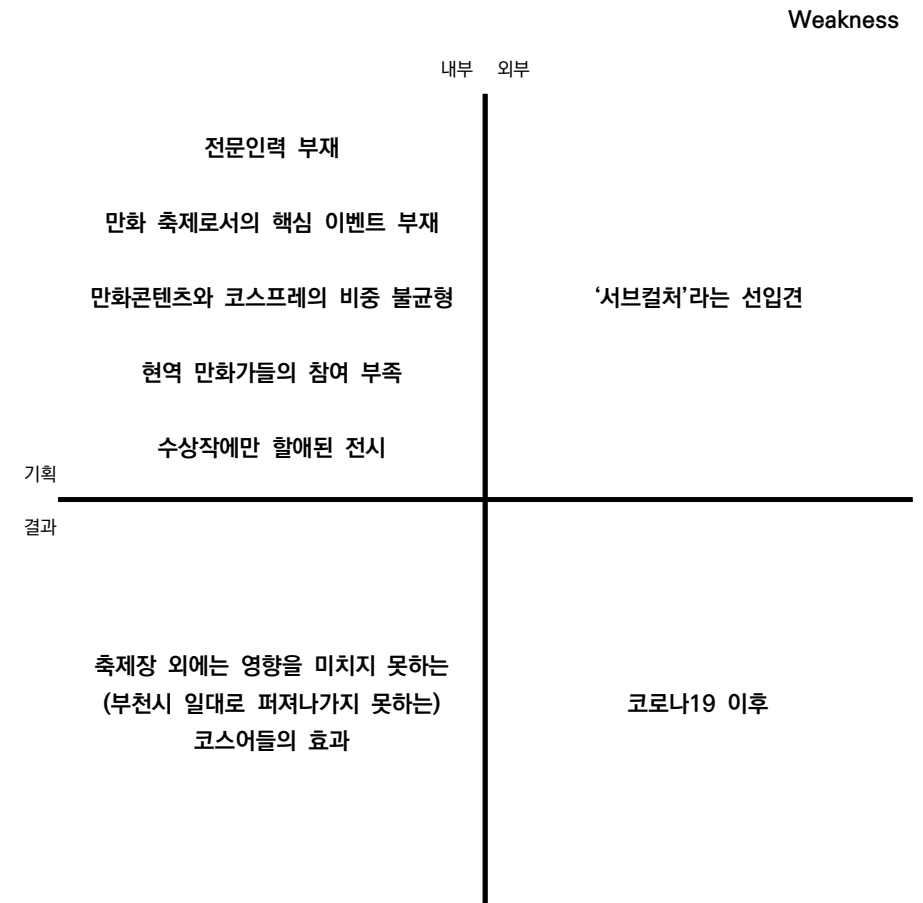 Weakness
내부 외부
전문인력 부재
만화 축제로서의 핵심 이벤트 부재
만화콘텐츠와 코스프레의 비중 불균형
'서브컬처'라는 선입견
현역 만화가들의 참여 부족
수상작에만 할애된 전시
기획
결과
축제장 외에는 영향을 미치지 못하는
(부천시 일대로 퍼져나가지 못하는)
코스어들의 효과
코로나19 이후